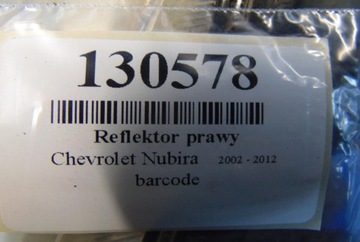 130578
Reflektor prawy
Chevrolet Nubira 2002 - 2012
barcode